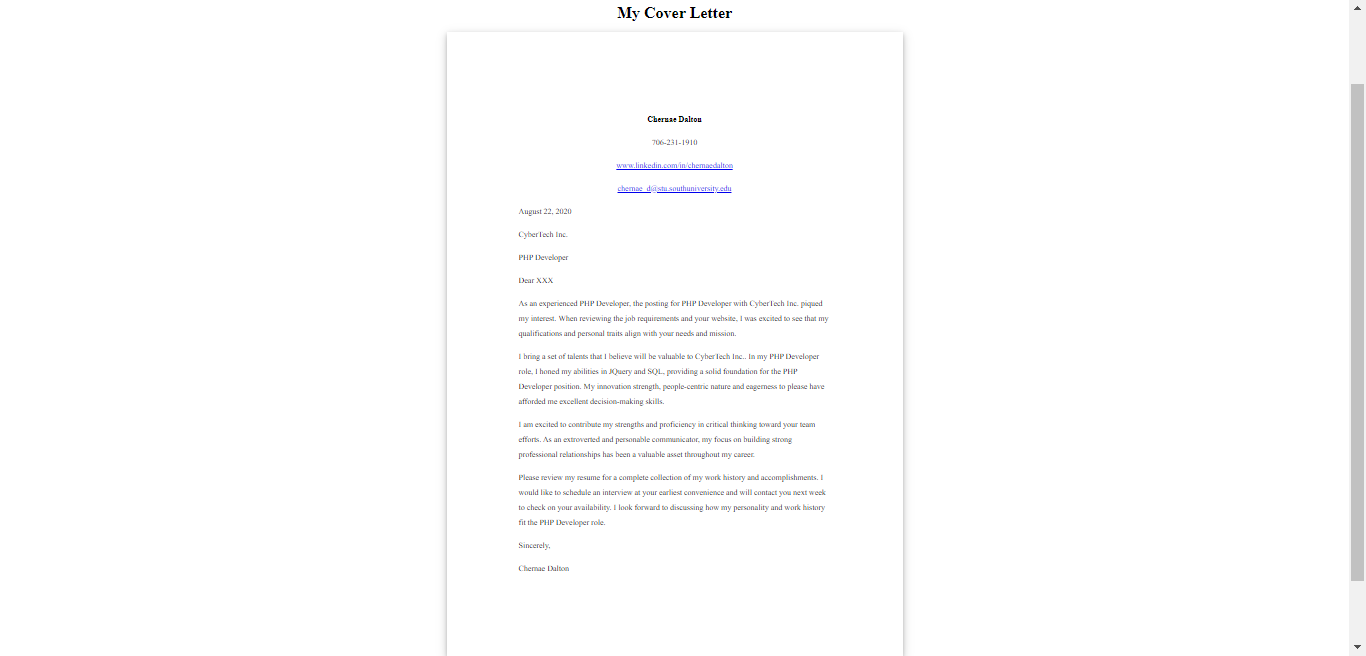 My Cover Letter
Chernae Dalton
706-231-1910
www.linkedin.com/in/chernaedalton
chernae_d@stu.southuniversity.edu
August 22, 2020
CyberTech Inc.
PHP Developer
Dear XXX
As an experienced PHP Developer, the posting for PHP Developer with CyberTech Inc. piqued
my interest. When reviewing the job requirements and your website, I was excited to see that my
qualifications and personal traits align with your needs and mission.
I bring a set of talents that I believe will be valuable to CyberTech Inc.. In my PHP Developer
role, I honed my abilities in JQuery and SQL, providing a solid foundation for the PHP
Developer position. My innovation strength, people-centric nature and eagerness to please have
afforded me excellent decision-making skills.
I am excited to contribute my strengths and proficiency in critical thinking toward your team
efforts. As an extroverted and personable communicator, my focus on building strong
professional relationships has been a valuable asset throughout my career.
Please review my resume for a complete collection of my work history and accomplishments. I
would like to schedule an interview at your earliest convenience and will contact you next week
to check on your availability. I look forward to discussing how my personality and work history
fit the PHP Developer role.
Sincerely,
Chernae Dalton